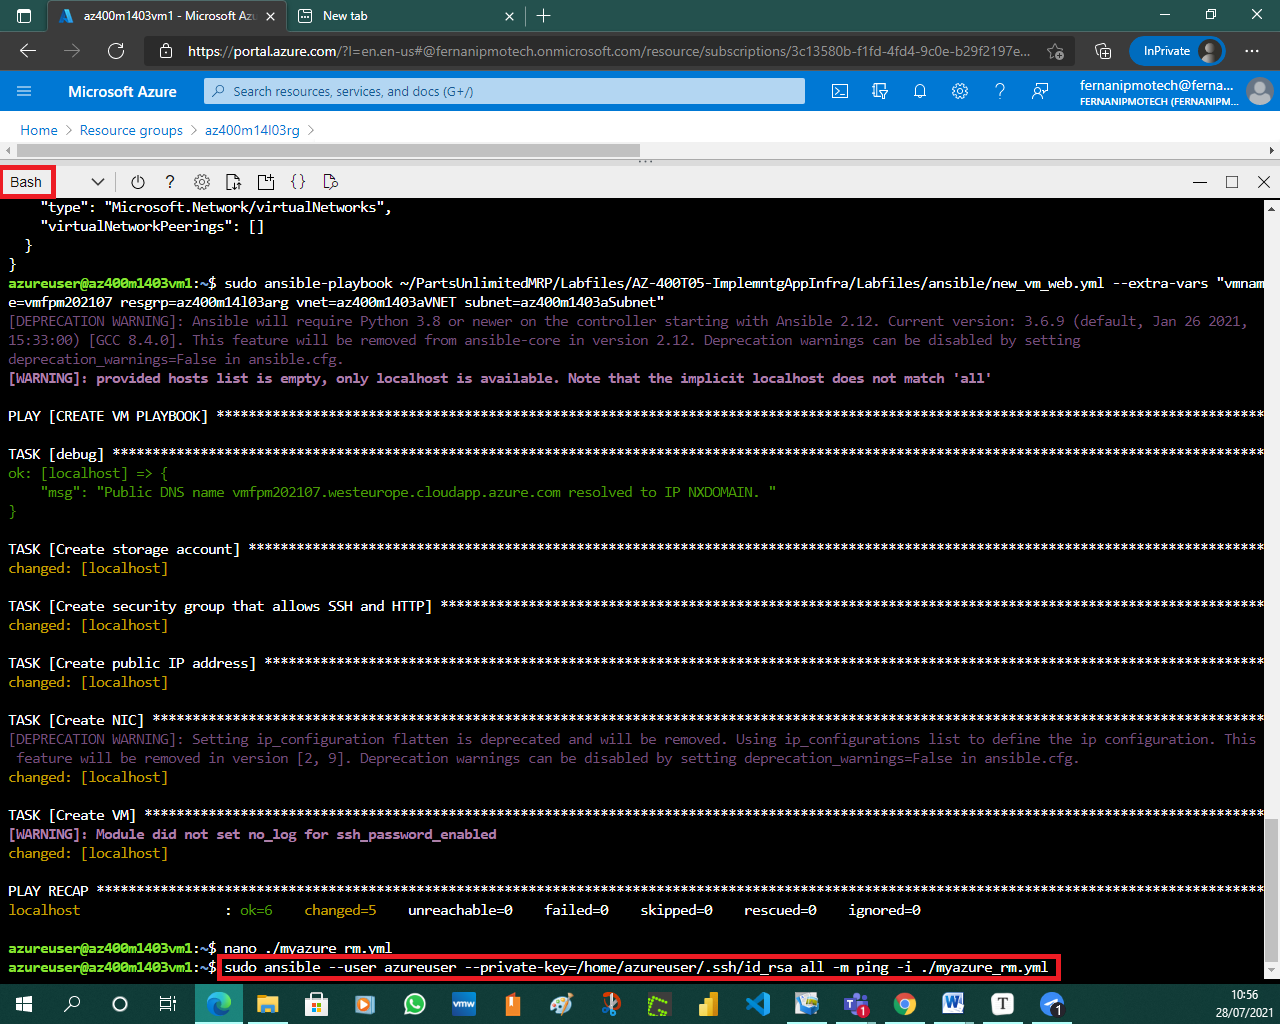 az400m1403vm1 - Microsoft Azu
New tab
https://portal.azure.com/?l=en.en-us#@fernanipmotech.onmicrosoft.com/resource/subscriptions/3c13580b-f1fd-4fd4-9c0e-b29f2197e...
InPrivate
Microsoft Azure
Search resources, services, and docs (G+/)
fernanipmotech@ferna...
FERNANIPMOTECH (FERNANIPM...
Home > Resource groups > az400m14l03rg >
Bash
"type": "Microsoft.Network/virtualNetworks",
"virtualNetworkPeerings": []
}
}
azureuser@az400m1403vm1:~$ sudo ansible-playbook ~/PartsUnlimitedMRP/Labfiles/AZ-400T05-ImplemntgAppInfra/Labfiles/ansible/new_vm_web.yml --extra-vars "vmnam
e=vmfpm202107 resgrp=az400m14l03arg vnet=az400m1403aVNET subnet=az400m1403aSubnet"
[DEPRECATION WARNING]: Ansible will require Python 3.8 or newer on the controller starting with Ansible 2.12. Current version: 3.6.9 (default, Jan 26 2021,
15:33:00) [GCC 8.4.0]. This feature will be removed from ansible-core in version 2.12. Deprecation warnings can be disabled by setting
deprecation_warnings=False in ansible.cfg.
[WARNING]: provided hosts list is empty, only localhost is available. Note that the implicit localhost does not match 'all'
PLAY [CREATE VM PLAYBOOK] ***********************************************************************************************************************************
TASK [debug] ************************************************************************************************************************************************
ok: [localhost] => {
"msg": "Public DNS name vmfpm202107.westeurope.cloudapp.azure.com resolved to IP NXDOMAIN. "
}
TASK [Create storage account] *******************************************************************************************************************************
changed: [localhost]
TASK [Create security group that allows SSH and HTTP] *******************************************************************************************************
changed: [localhost]
TASK [Create public IP address] *****************************************************************************************************************************
changed: [localhost]
TASK [Create NIC] *******************************************************************************************************************************************
[DEPRECATION WARNING]: Setting ip_configuration flatten is deprecated and will be removed. Using ip_configurations list to define the ip configuration. This
feature will be removed in version [2, 9]. Deprecation warnings can be disabled by setting deprecation_warnings=False in ansible.cfg.
changed: [localhost]
TASK [Create VM] ********************************************************************************************************************************************
[WARNING]: Module did not set no_log for ssh_password_enabled
changed: [localhost]
PLAY RECAP **************************************************************************************************************************************************
localhost : ok=6 changed=5 unreachable=0 failed=0 skipped=0 rescued=0 ignored=0
azureuser@az400m1403vm1:~$ nano ./myazure_rm.yml
azureuser@az400m1403vm1:~$ sudo ansible --user azureuser --private-key=/home/azureuser/.ssh/id_rsa all -m ping -i ./myazure_rm.yml
vmw
W
T
1
1
10:56
28/07/2021